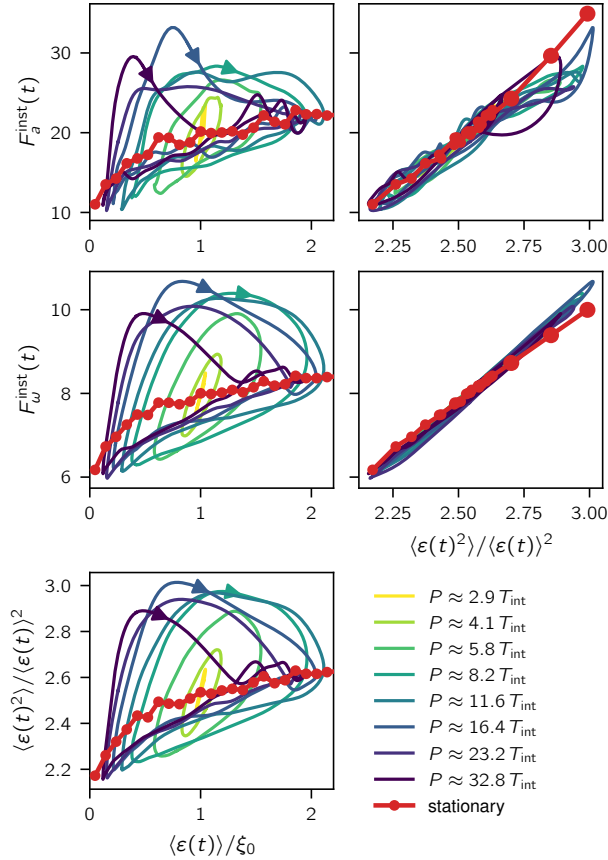 F_a^inst(t)
30
20
10
0
1
2
2.25
2.50
2.75
3.00
F_ω^inst(t)
10
8
6
0
1
2
2.25
2.50
2.75
3.00
⟨ε(t)²⟩/⟨ε(t)⟩²
⟨ε(t)²⟩/⟨ε(t)⟩²
3.0
2.8
2.6
2.4
2.2
0
1
2
⟨ε(t)⟩/ξ₀
P ≈ 2.9 T_int
P ≈ 4.1 T_int
P ≈ 5.8 T_int
P ≈ 8.2 T_int
P ≈ 11.6 T_int
P ≈ 16.4 T_int
P ≈ 23.2 T_int
P ≈ 32.8 T_int
stationary